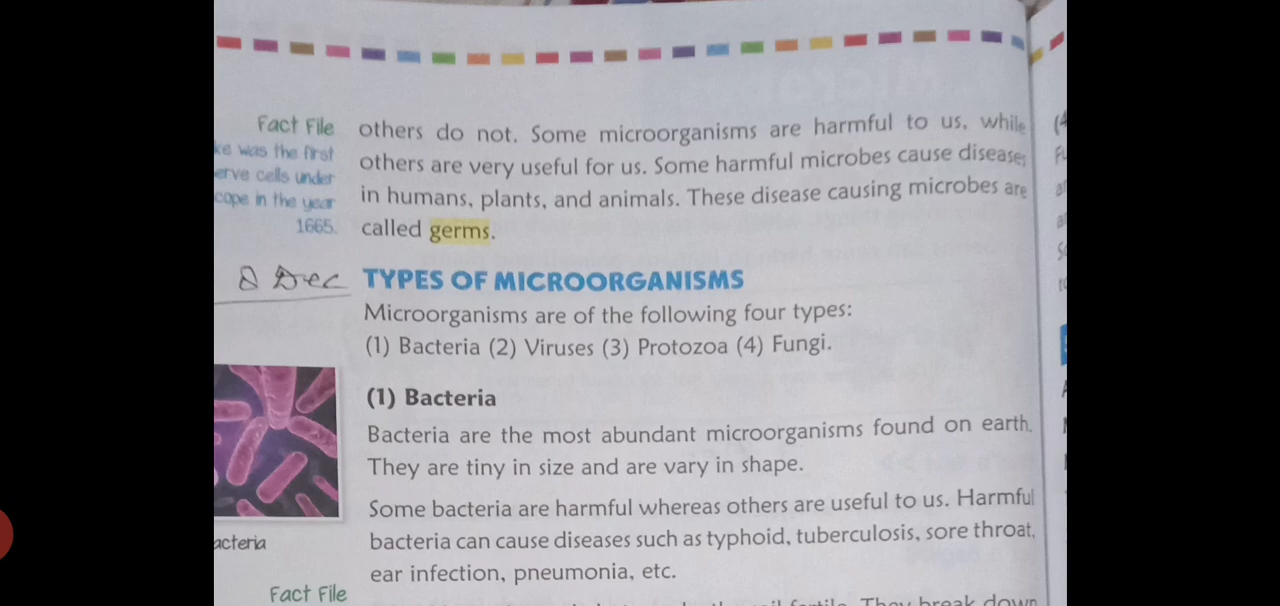 Fact File
ke was the first
erve cells under
cope in the year
1665.
others do not. Some microorganisms are harmful to us, while
others are very useful for us. Some harmful microbes cause diseases
in humans, plants, and animals. These disease causing microbes are
called germs.
8 Dec
TYPES OF MICROORGANISMS
Microorganisms are of the following four types:
(1) Bacteria (2) Viruses (3) Protozoa (4) Fungi.
(1) Bacteria
Bacteria are the most abundant microorganisms found on earth.
They are tiny in size and are vary in shape.
Some bacteria are harmful whereas others are useful to us. Harmful
bacteria can cause diseases such as typhoid, tuberculosis, sore throat,
ear infection, pneumonia, etc.
acteria
Fact File
They break down